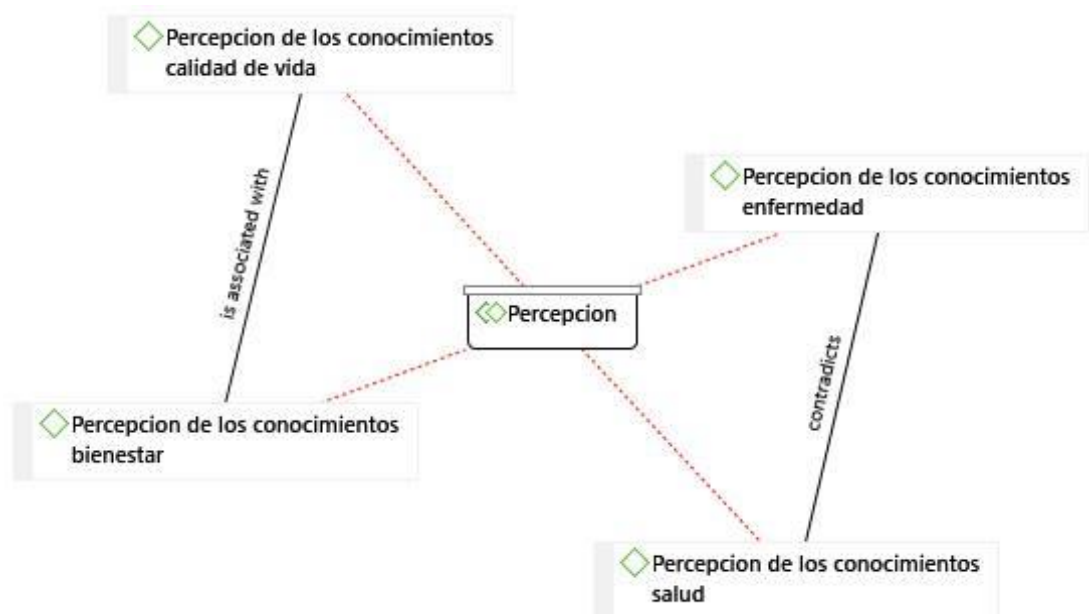 Percepcion de los conocimientos
calidad de vida
Percepcion de los conocimientos
enfermedad
is associated with
Percepcion
contradicts
Percepcion de los conocimientos
bienestar
Percepcion de los conocimientos
salud